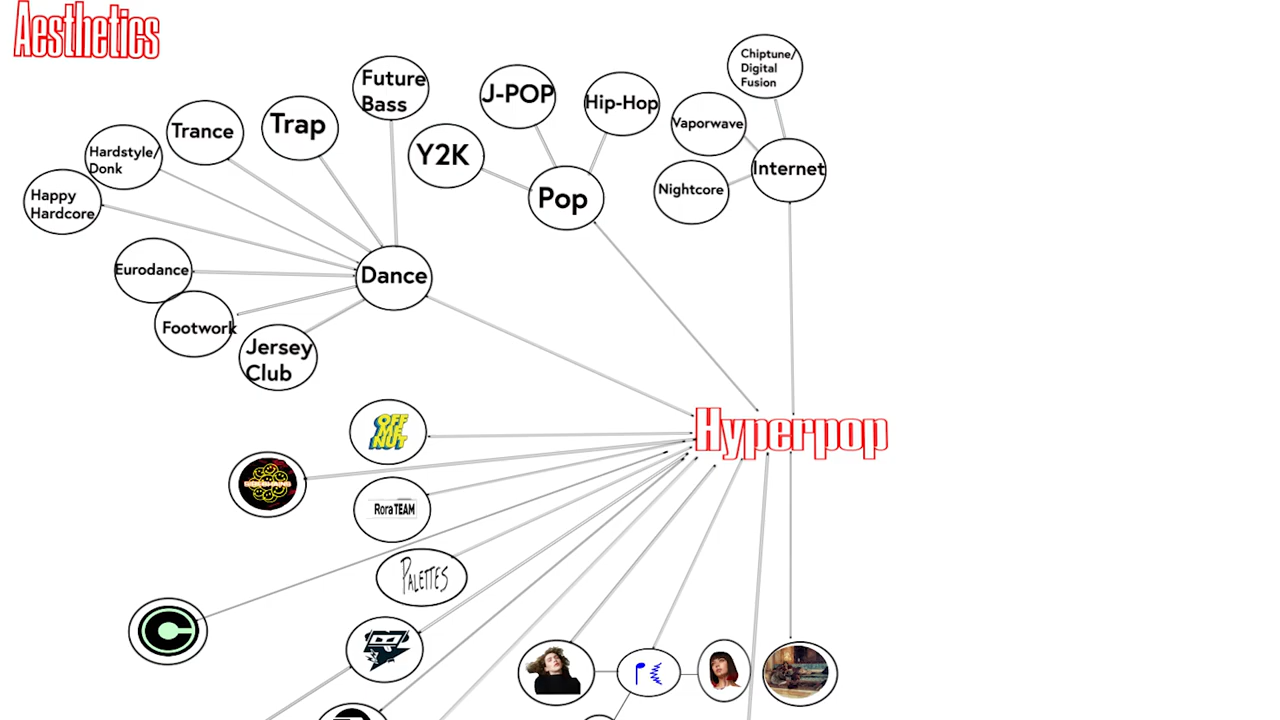 Aesthetics
Chiptune/
Digital
Fusion
Future
Bass
J-POP
Hip-Hop
Trap
Trance
Vaporwave
Hardstyle/
Donk
Y2K
Internet
Nightcore
Happy
Hardcore
Pop
Eurodance
Dance
Footwork
Jersey
Club
OFF
ME
NUT
Hyperpop
RoraTEAM
PALETTES